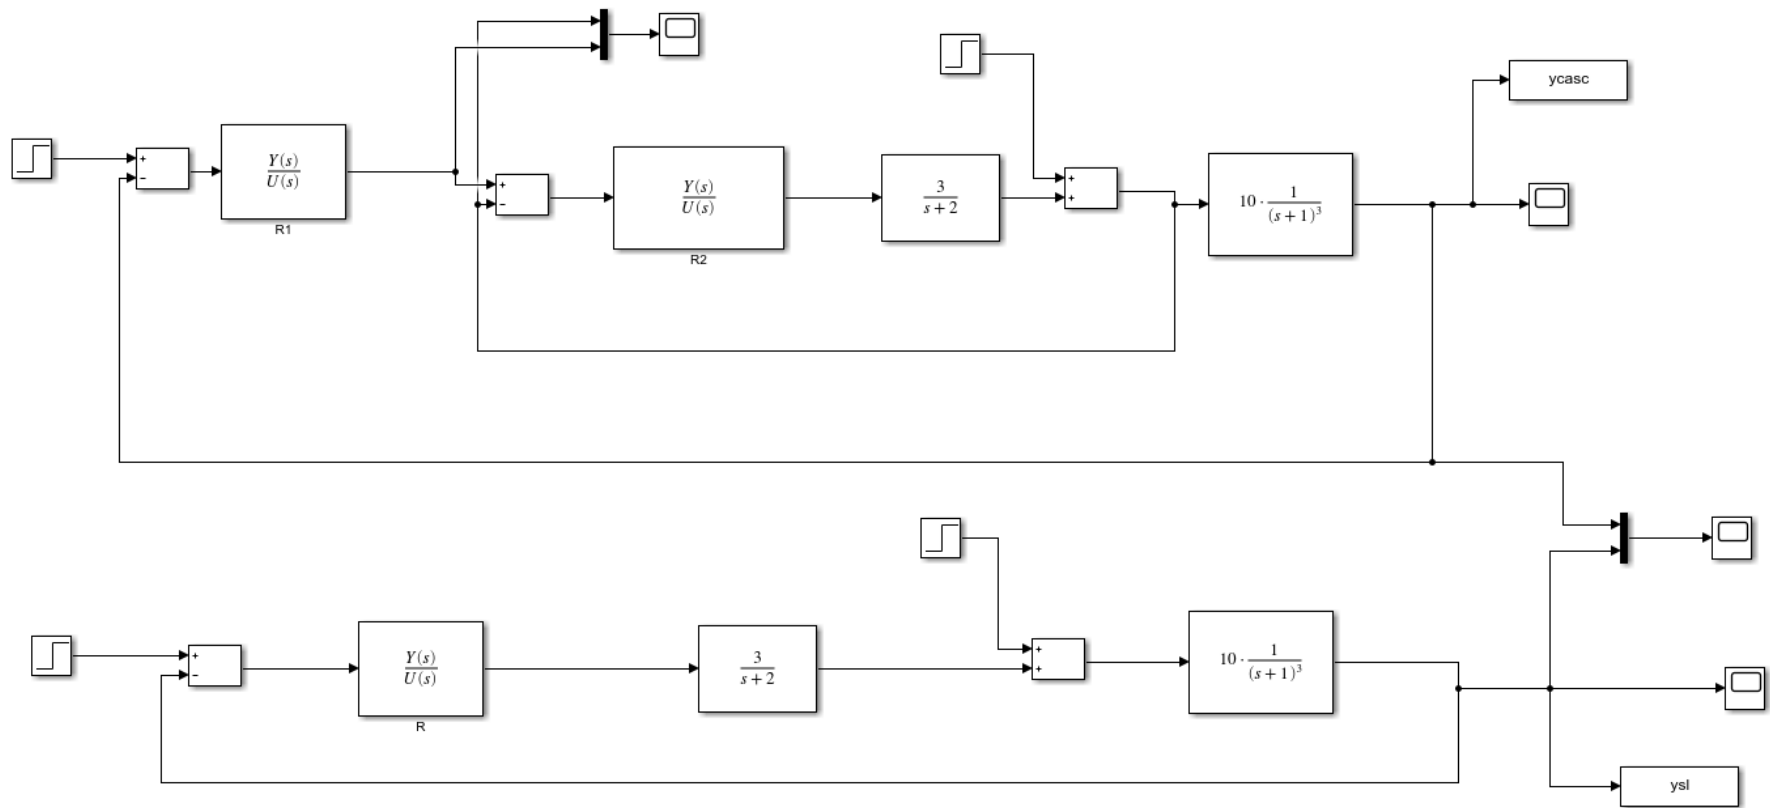 ycasc
+
−
Y(s)
U(s)
R1
+
−
Y(s)
U(s)
R2
3
s + 2
+
+
10 · 1
(s + 1)³
+
−
Y(s)
U(s)
R
3
s + 2
+
+
10 · 1
(s + 1)³
ysl